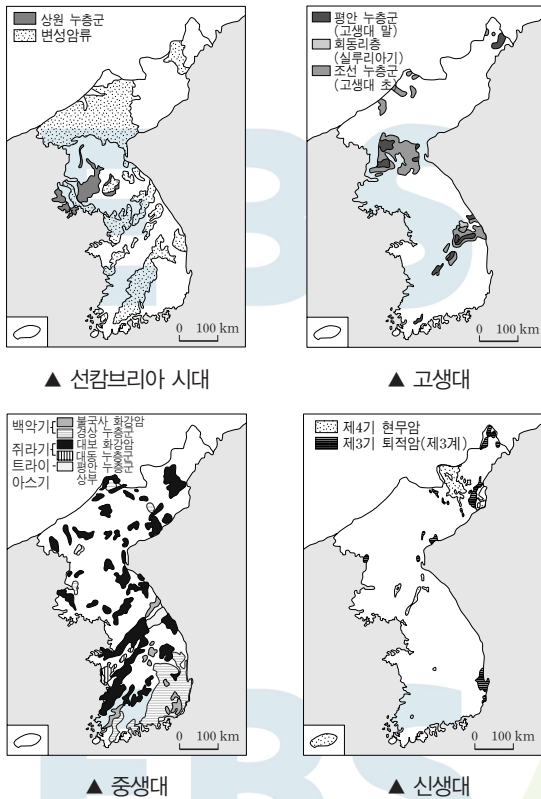 상원 누층군
변성암류
0 100 km
▲ 선캄브리아 시대
평안 누층군
(고생대 말)
회동리층
(실루리아기)
조선 누층군
(고생대 초)
0 100 km
▲ 고생대
백악기 불국사 화강암
경상 누층군
쥐라기 대보 화강암
대동 누층군
트라이 평안 누층군
아스기 상부
0 100 km
▲ 중생대
제4기 현무암
제3기 퇴적암(제3계)
0 100 km
▲ 신생대
EBS
EBS